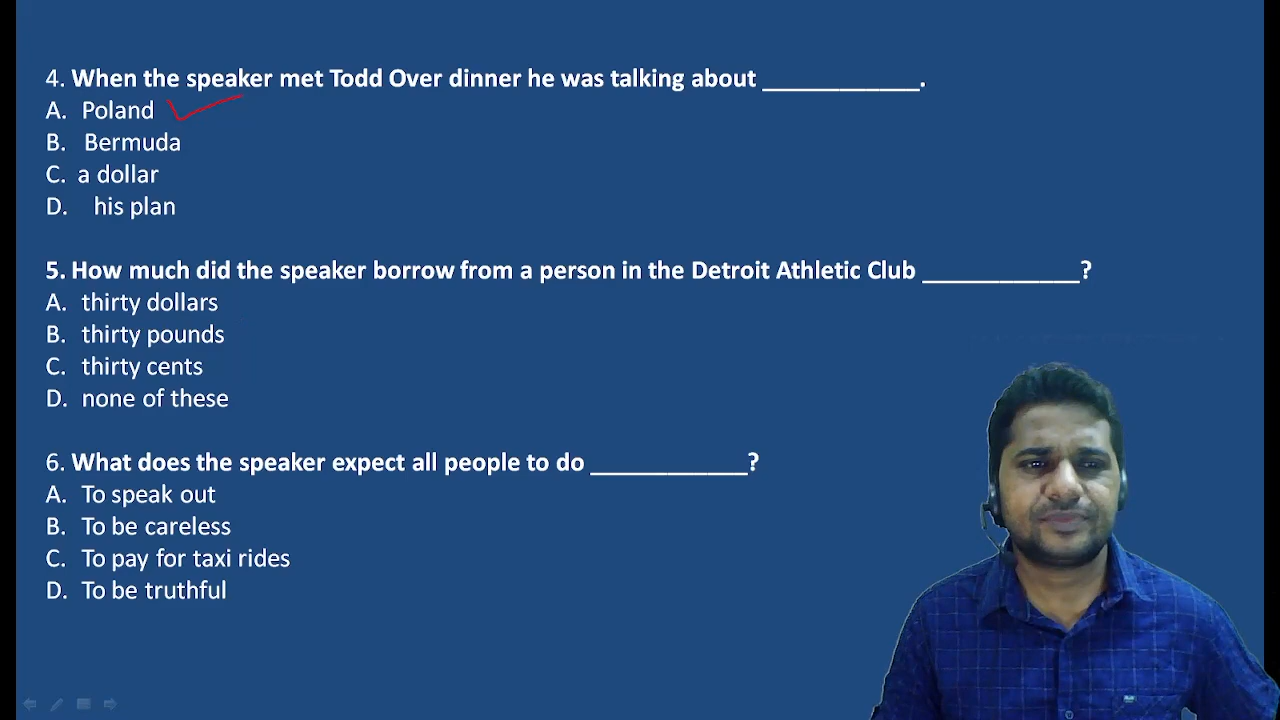 4. When the speaker met Todd Over dinner he was talking about ____________.
A. Poland
B. Bermuda
C. a dollar
D. his plan
5. How much did the speaker borrow from a person in the Detroit Athletic Club ____________?
A. thirty dollars
B. thirty pounds
C. thirty cents
D. none of these
6. What does the speaker expect all people to do ____________?
A. To speak out
B. To be careless
C. To pay for taxi rides
D. To be truthful